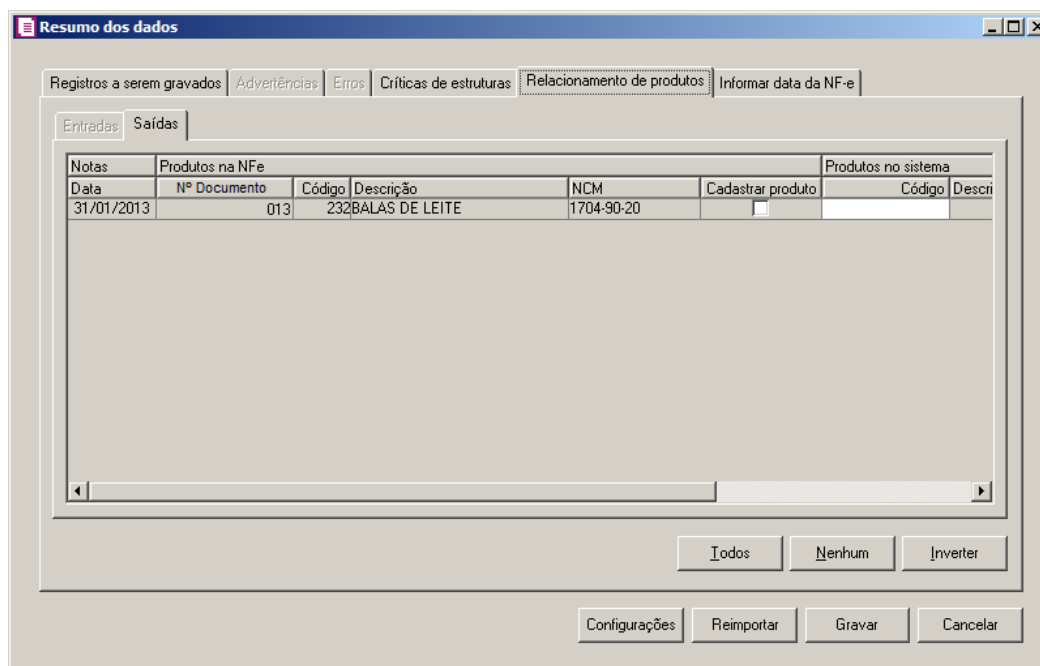 Resumo dos dados
Registros a serem gravados Advertências Erros Críticas de estruturas Relacionamento de produtos Informar data da NF-e
Entradas Saídas
Notas Produtos na NFe Produtos no sistema
Data Nº Documento Código Descrição NCM Cadastrar produto Código Descri
31/01/2013 013 232 BALAS DE LEITE 1704-90-20
Todos Nenhum Inverter
Configurações Reimportar Gravar Cancelar